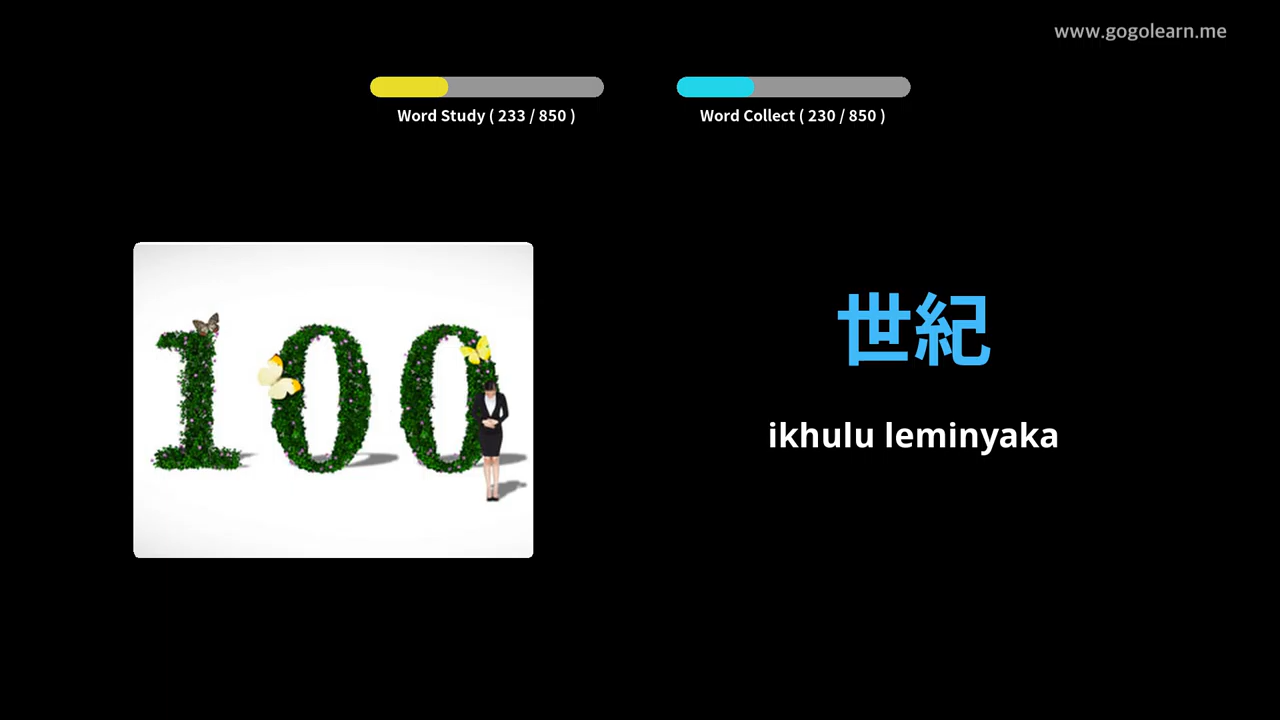 www.gogolearn.me
Word Study ( 233 / 850 )
Word Collect ( 230 / 850 )
100
世紀
ikhulu leminyaka